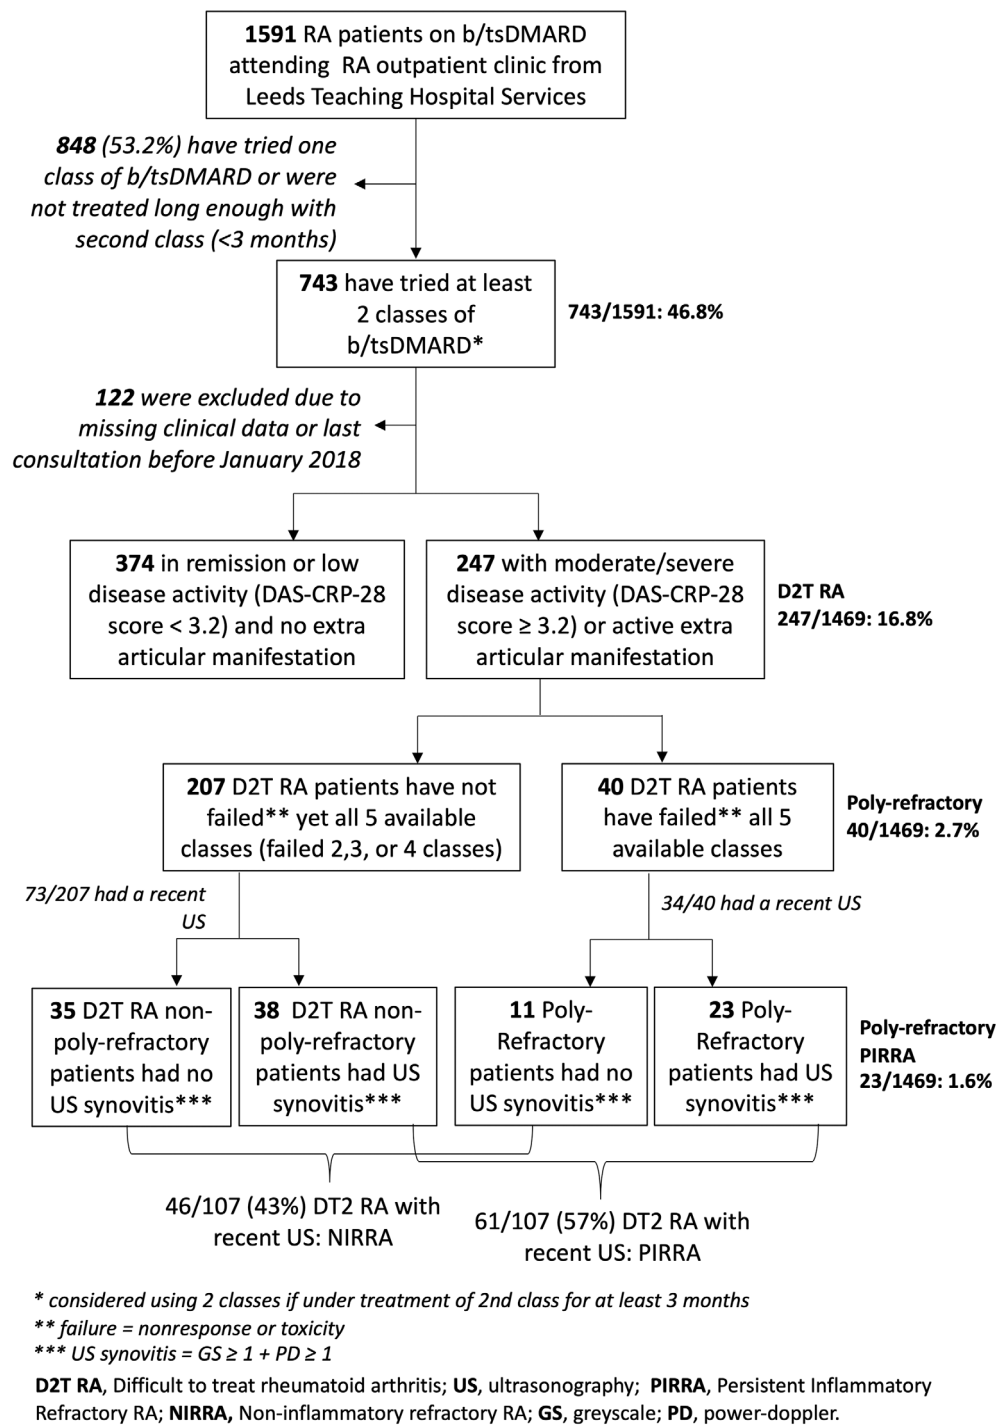 1591 RA patients on b/tsDMARD
attending RA outpatient clinic from
Leeds Teaching Hospital Services
848 (53.2%) have tried one
class of b/tsDMARD or were
not treated long enough with
second class (<3 months)
743 have tried at least
2 classes of
b/tsDMARD*
743/1591: 46.8%
122 were excluded due to
missing clinical data or last
consultation before January 2018
374 in remission or low
disease activity (DAS-CRP-28
score < 3.2) and no extra
articular manifestation
247 with moderate/severe
disease activity (DAS-CRP-28
score ≥ 3.2) or active extra
articular manifestation
D2T RA
247/1469: 16.8%
207 D2T RA patients have not
failed** yet all 5 available
classes (failed 2,3, or 4 classes)
40 D2T RA patients
have failed** all 5
available classes
Poly-refractory
40/1469: 2.7%
73/207 had a recent
US
34/40 had a recent US
35 D2T RA non-
poly-refractory
patients had no
US synovitis***
38 D2T RA non-
poly-refractory
patients had US
synovitis***
11 Poly-
Refractory
patients had no
US synovitis***
23 Poly-
Refractory
patients had US
synovitis***
Poly-refractory
PIRRA
23/1469: 1.6%
46/107 (43%) DT2 RA with
recent US: NIRRA
61/107 (57%) DT2 RA with
recent US: PIRRA
* considered using 2 classes if under treatment of 2nd class for at least 3 months
** failure = nonresponse or toxicity
*** US synovitis = GS ≥ 1 + PD ≥ 1
D2T RA, Difficult to treat rheumatoid arthritis; US, ultrasonography; PIRRA, Persistent Inflammatory
Refractory RA; NIRRA, Non-inflammatory refractory RA; GS, greyscale; PD, power-doppler.